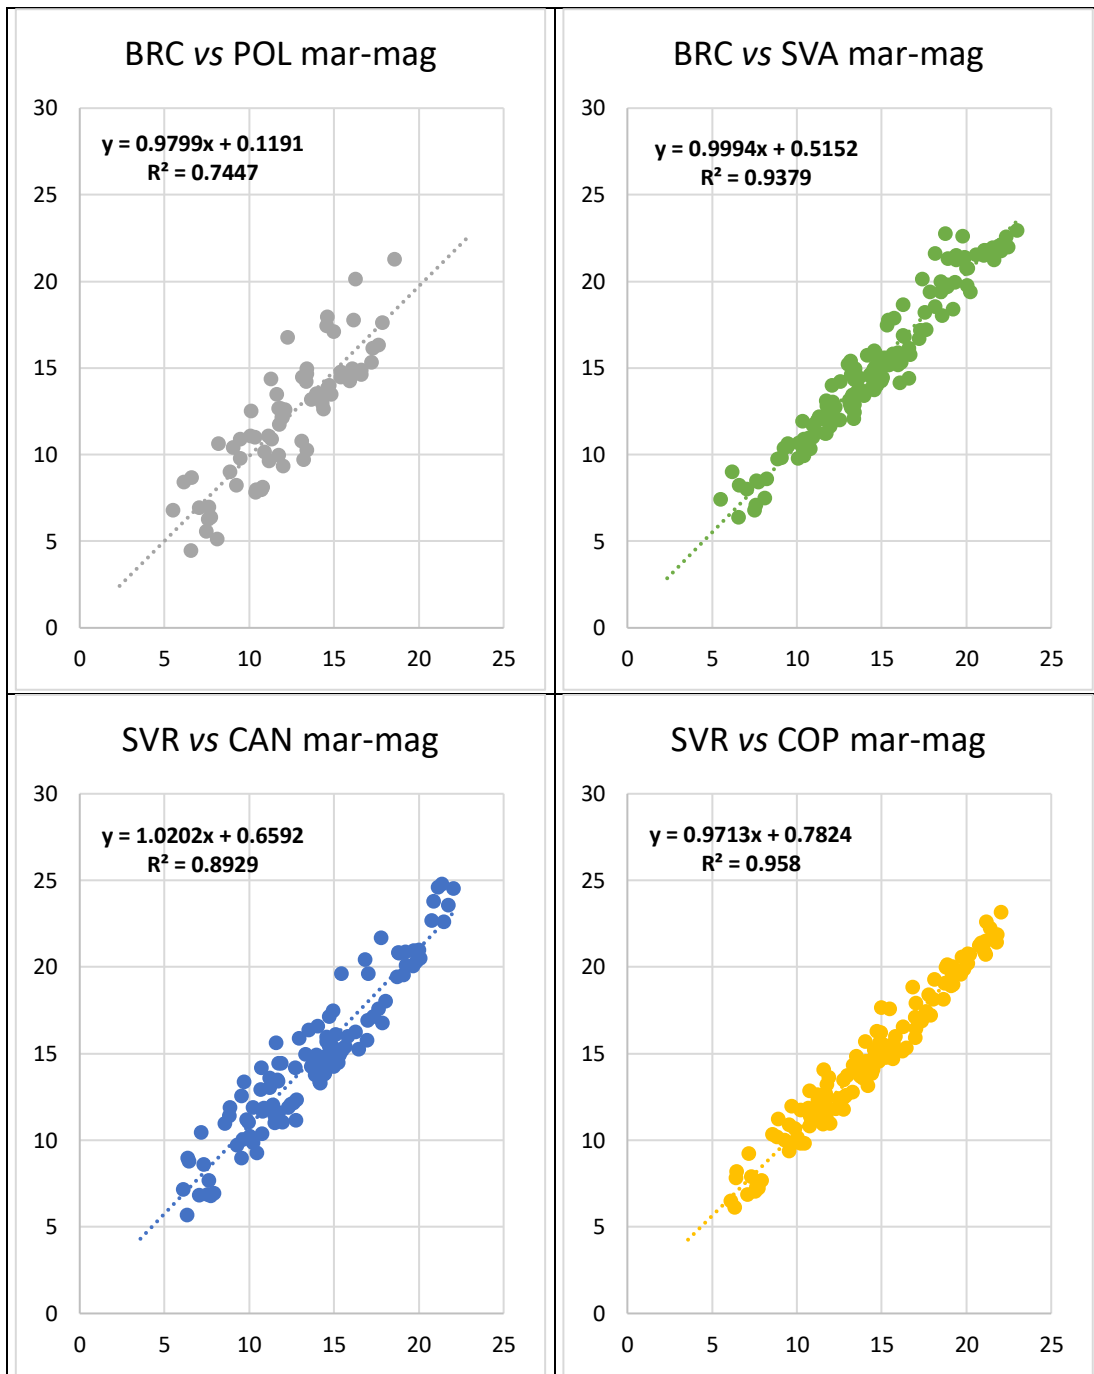 BRC vs POL mar-mag
30
25
20
15
10
5
0
y = 0.9799x + 0.1191
R² = 0.7447
0 5 10 15 20 25
BRC vs SVA mar-mag
30
25
20
15
10
5
0
y = 0.9994x + 0.5152
R² = 0.9379
0 5 10 15 20 25
SVR vs CAN mar-mag
30
25
20
15
10
5
0
y = 1.0202x + 0.6592
R² = 0.8929
0 5 10 15 20 25
SVR vs COP mar-mag
30
25
20
15
10
5
0
y = 0.9713x + 0.7824
R² = 0.958
0 5 10 15 20 25